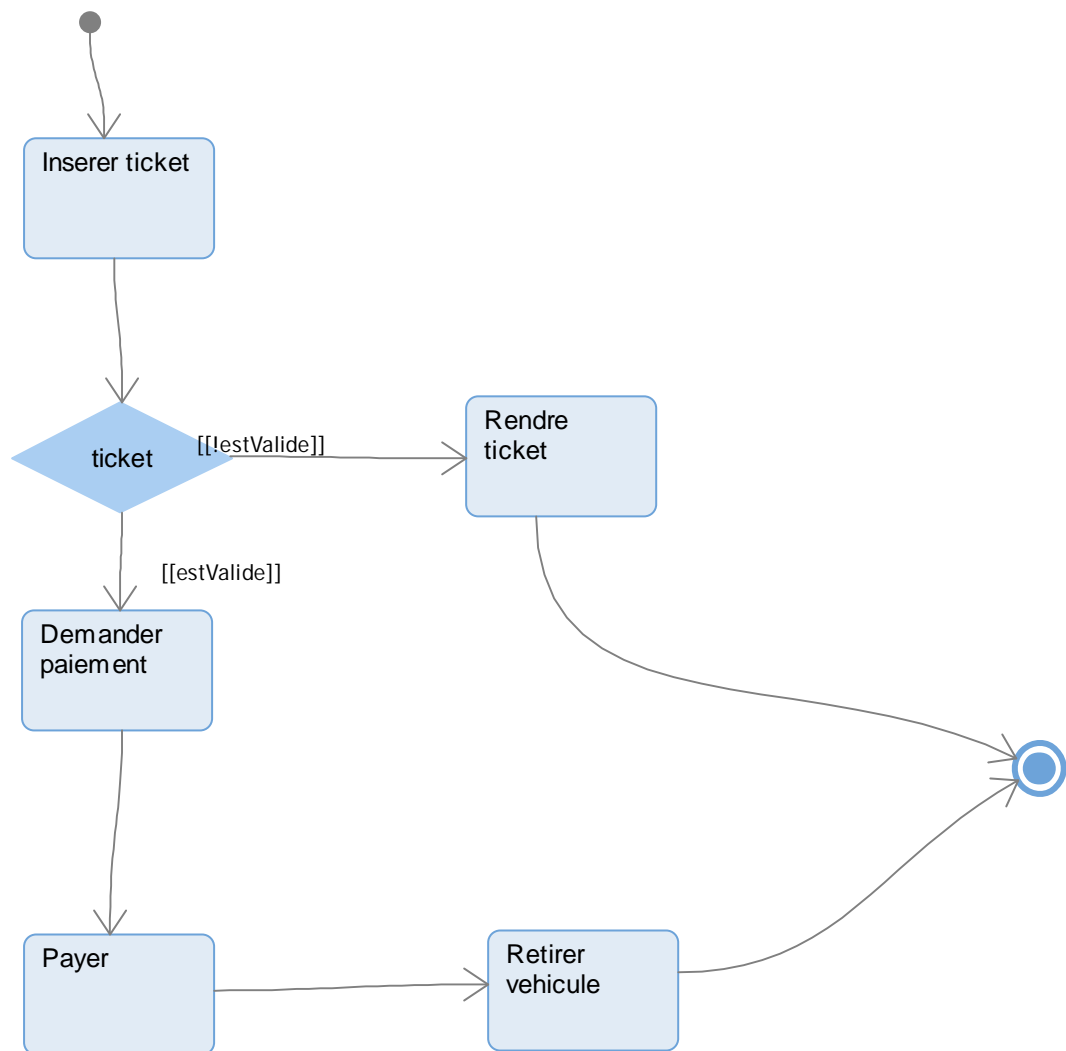 Inserer ticket
ticket
[[!estValide]]
Rendre
ticket
[[estValide]]
Demander
paiement
Payer
Retirer
vehicule